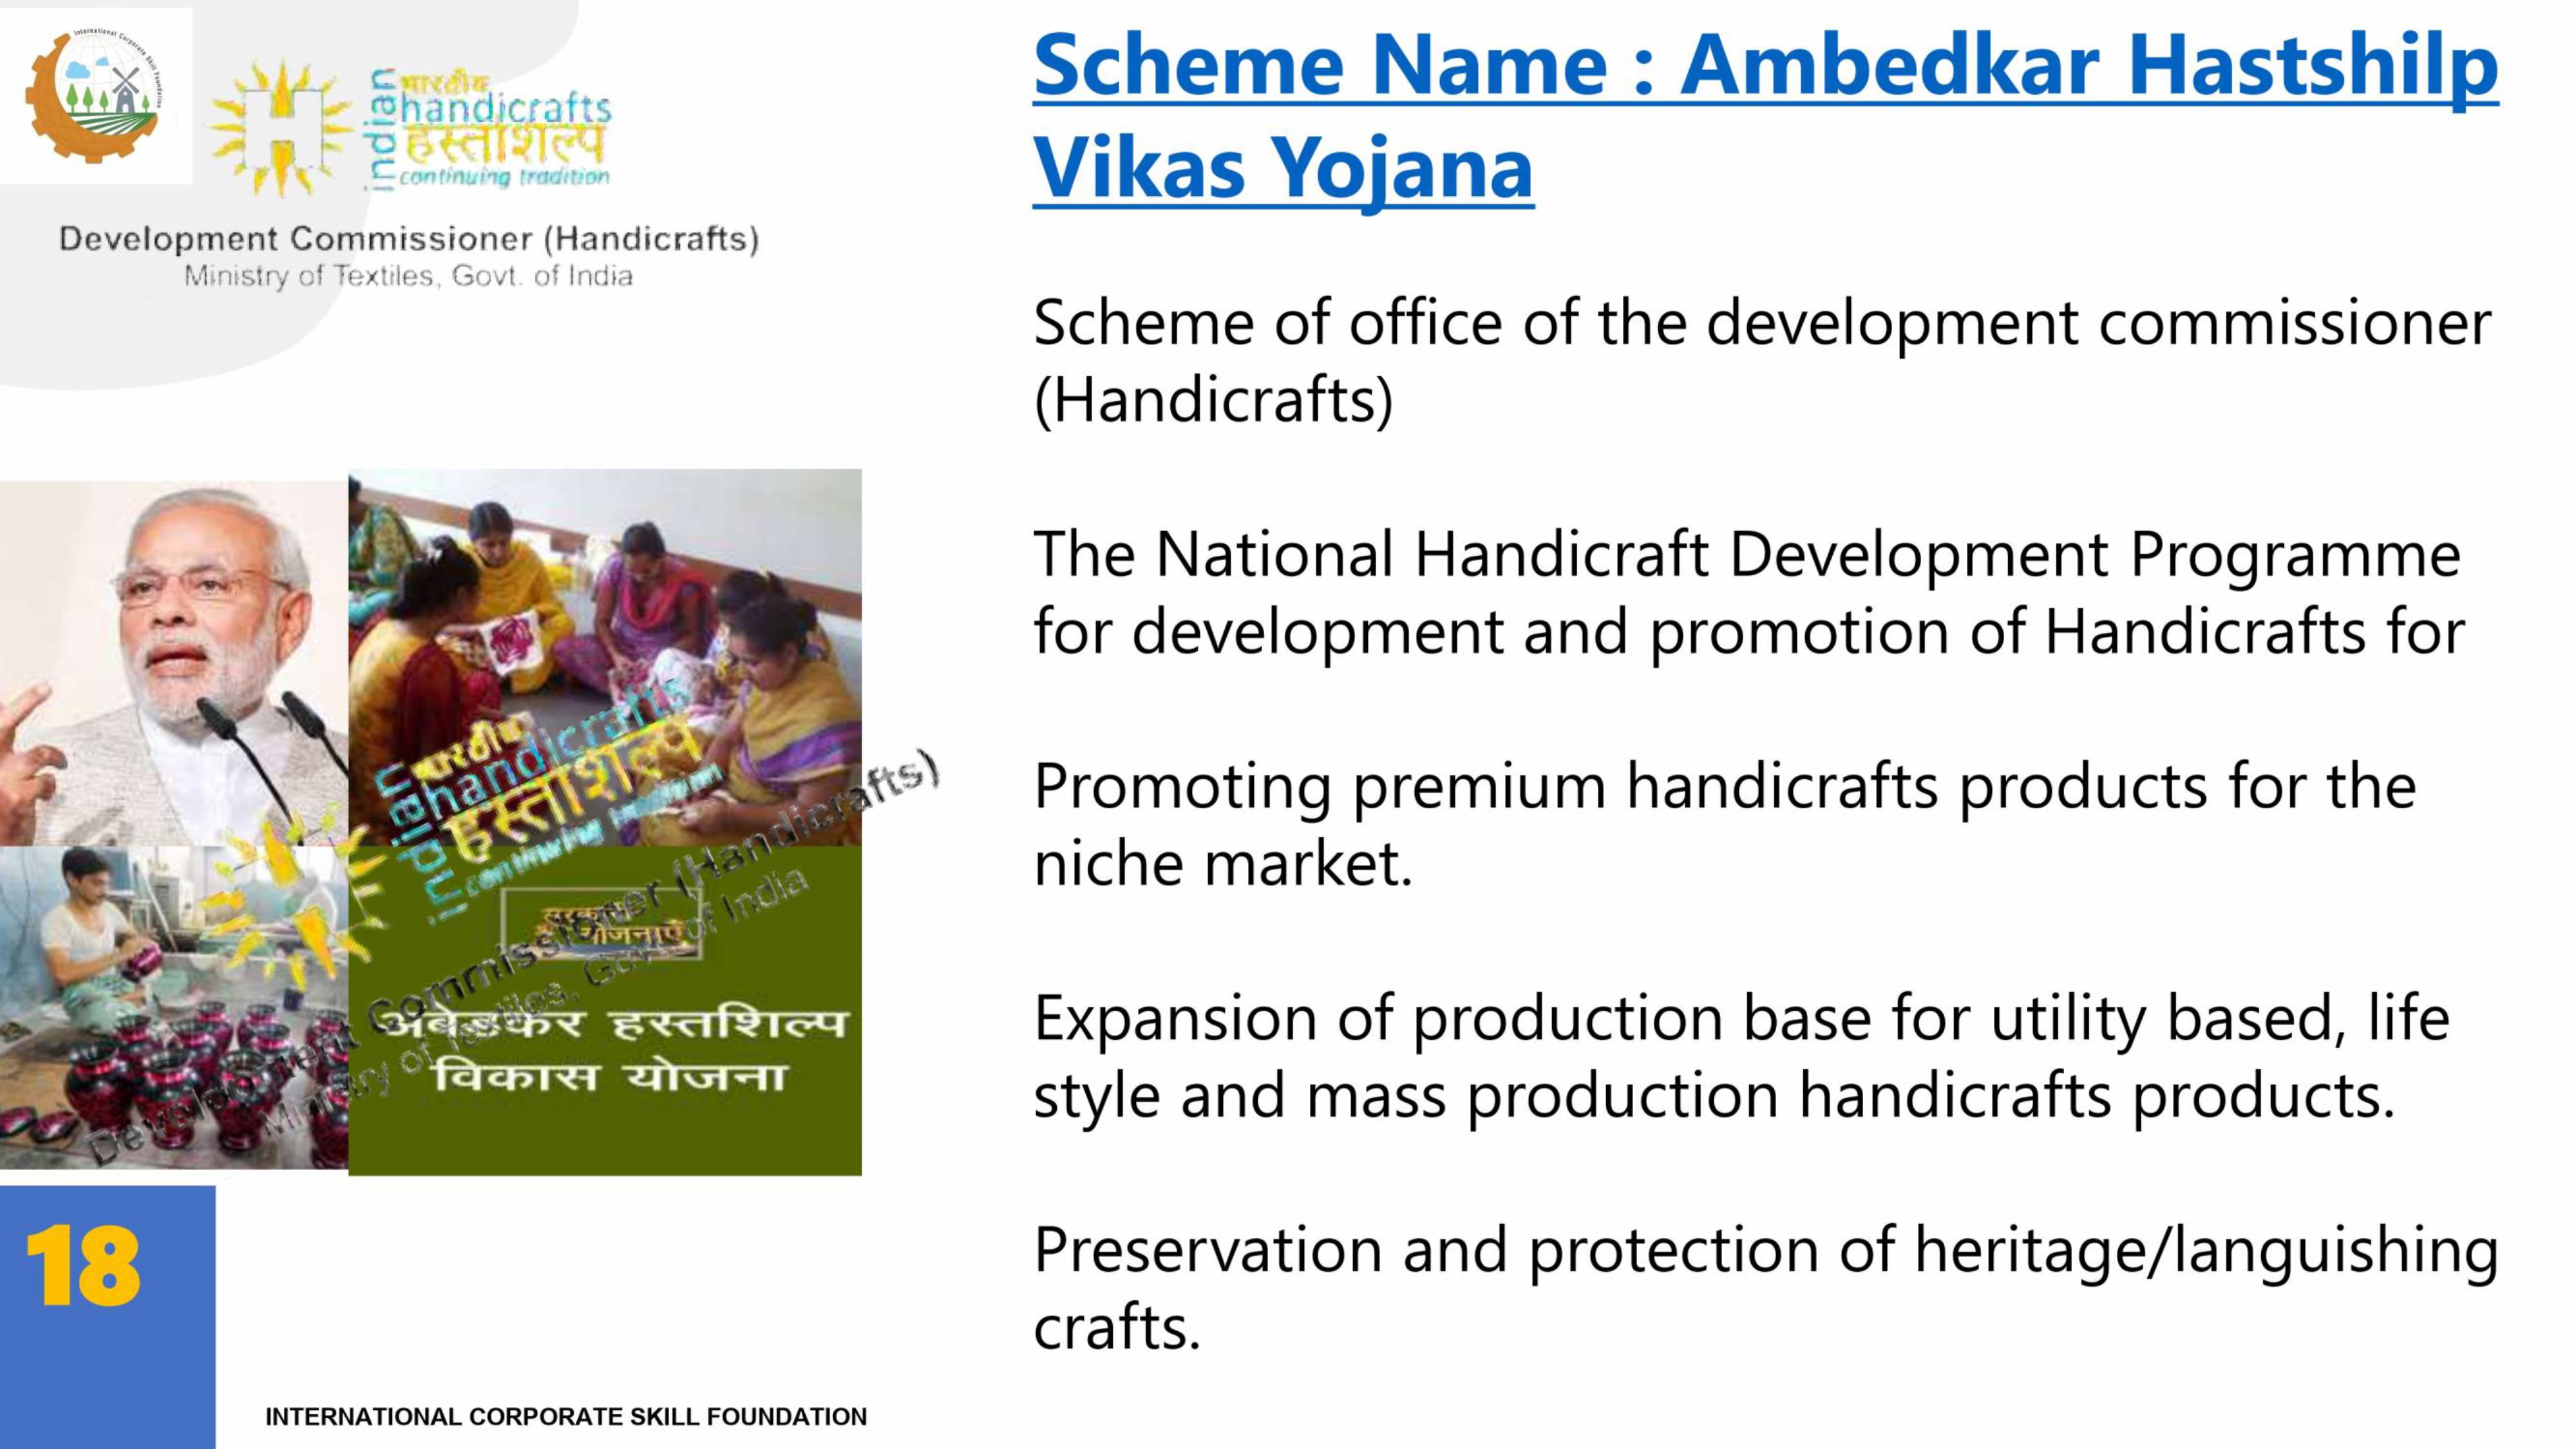 International Corporate Skill Foundation
indian
भारतीय
handicrafts
हस्तशिल्प
continuing tradition
Development Commissioner (Handicrafts)
Ministry of Textiles, Govt. of India
Scheme Name : Ambedkar Hastshilp
Vikas Yojana
Scheme of office of the development commissioner
(Handicrafts)
The National Handicraft Development Programme
for development and promotion of Handicrafts for
Promoting premium handicrafts products for the
niche market.
Expansion of production base for utility based, life
style and mass production handicrafts products.
Preservation and protection of heritage/languishing
crafts.
indian
भारतीय
handicrafts
हस्तशिल्प
continuing tradition
Development Commissioner (Handicrafts)
Ministry of Textiles, Govt. of India
योजनाएँ
अंबेडकर हस्तशिल्प
विकास योजना
18
INTERNATIONAL CORPORATE SKILL FOUNDATION